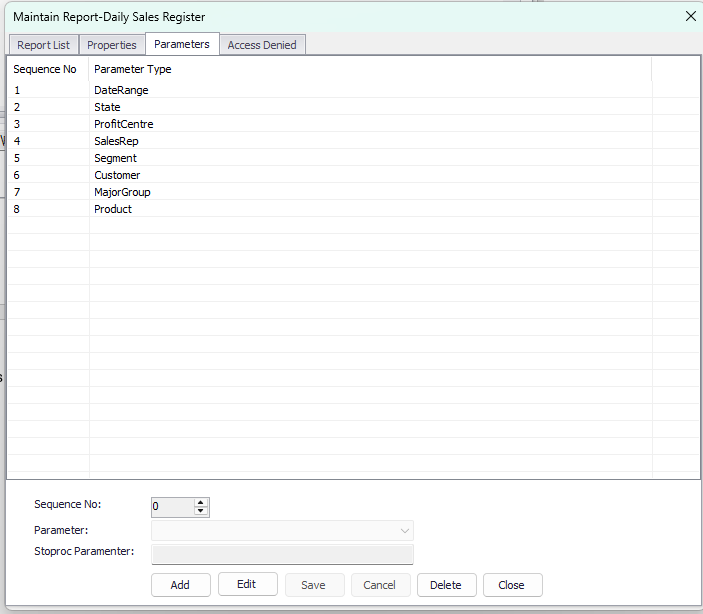 Maintain Report-Daily Sales Register
Report List Properties Parameters Access Denied
Sequence No Parameter Type
1 DateRange
2 State
3 ProfitCentre
4 SalesRep
5 Segment
6 Customer
7 MajorGroup
8 Product
Sequence No: 0
Parameter:
Stoproc Paramenter:
Add Edit Save Cancel Delete Close